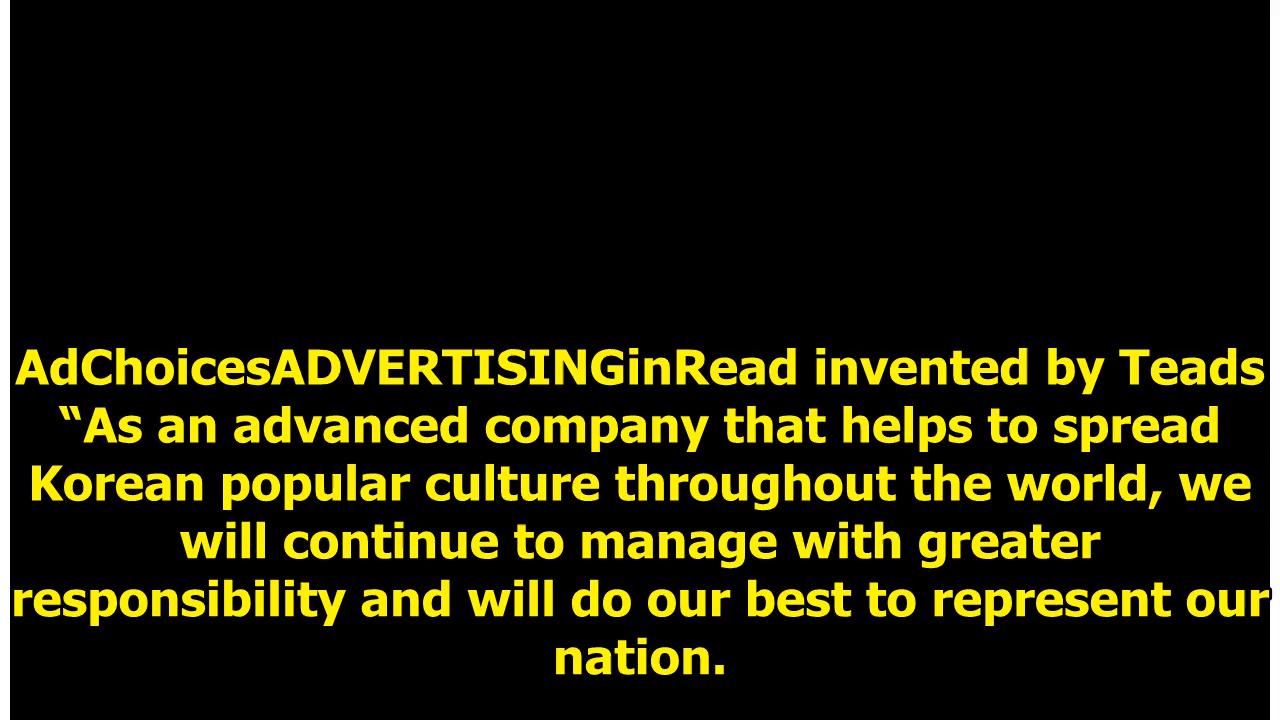 AdChoicesADVERTISINGinRead invented by Teads
“As an advanced company that helps to spread
Korean popular culture throughout the world, we
will continue to manage with greater
responsibility and will do our best to represent our
nation.